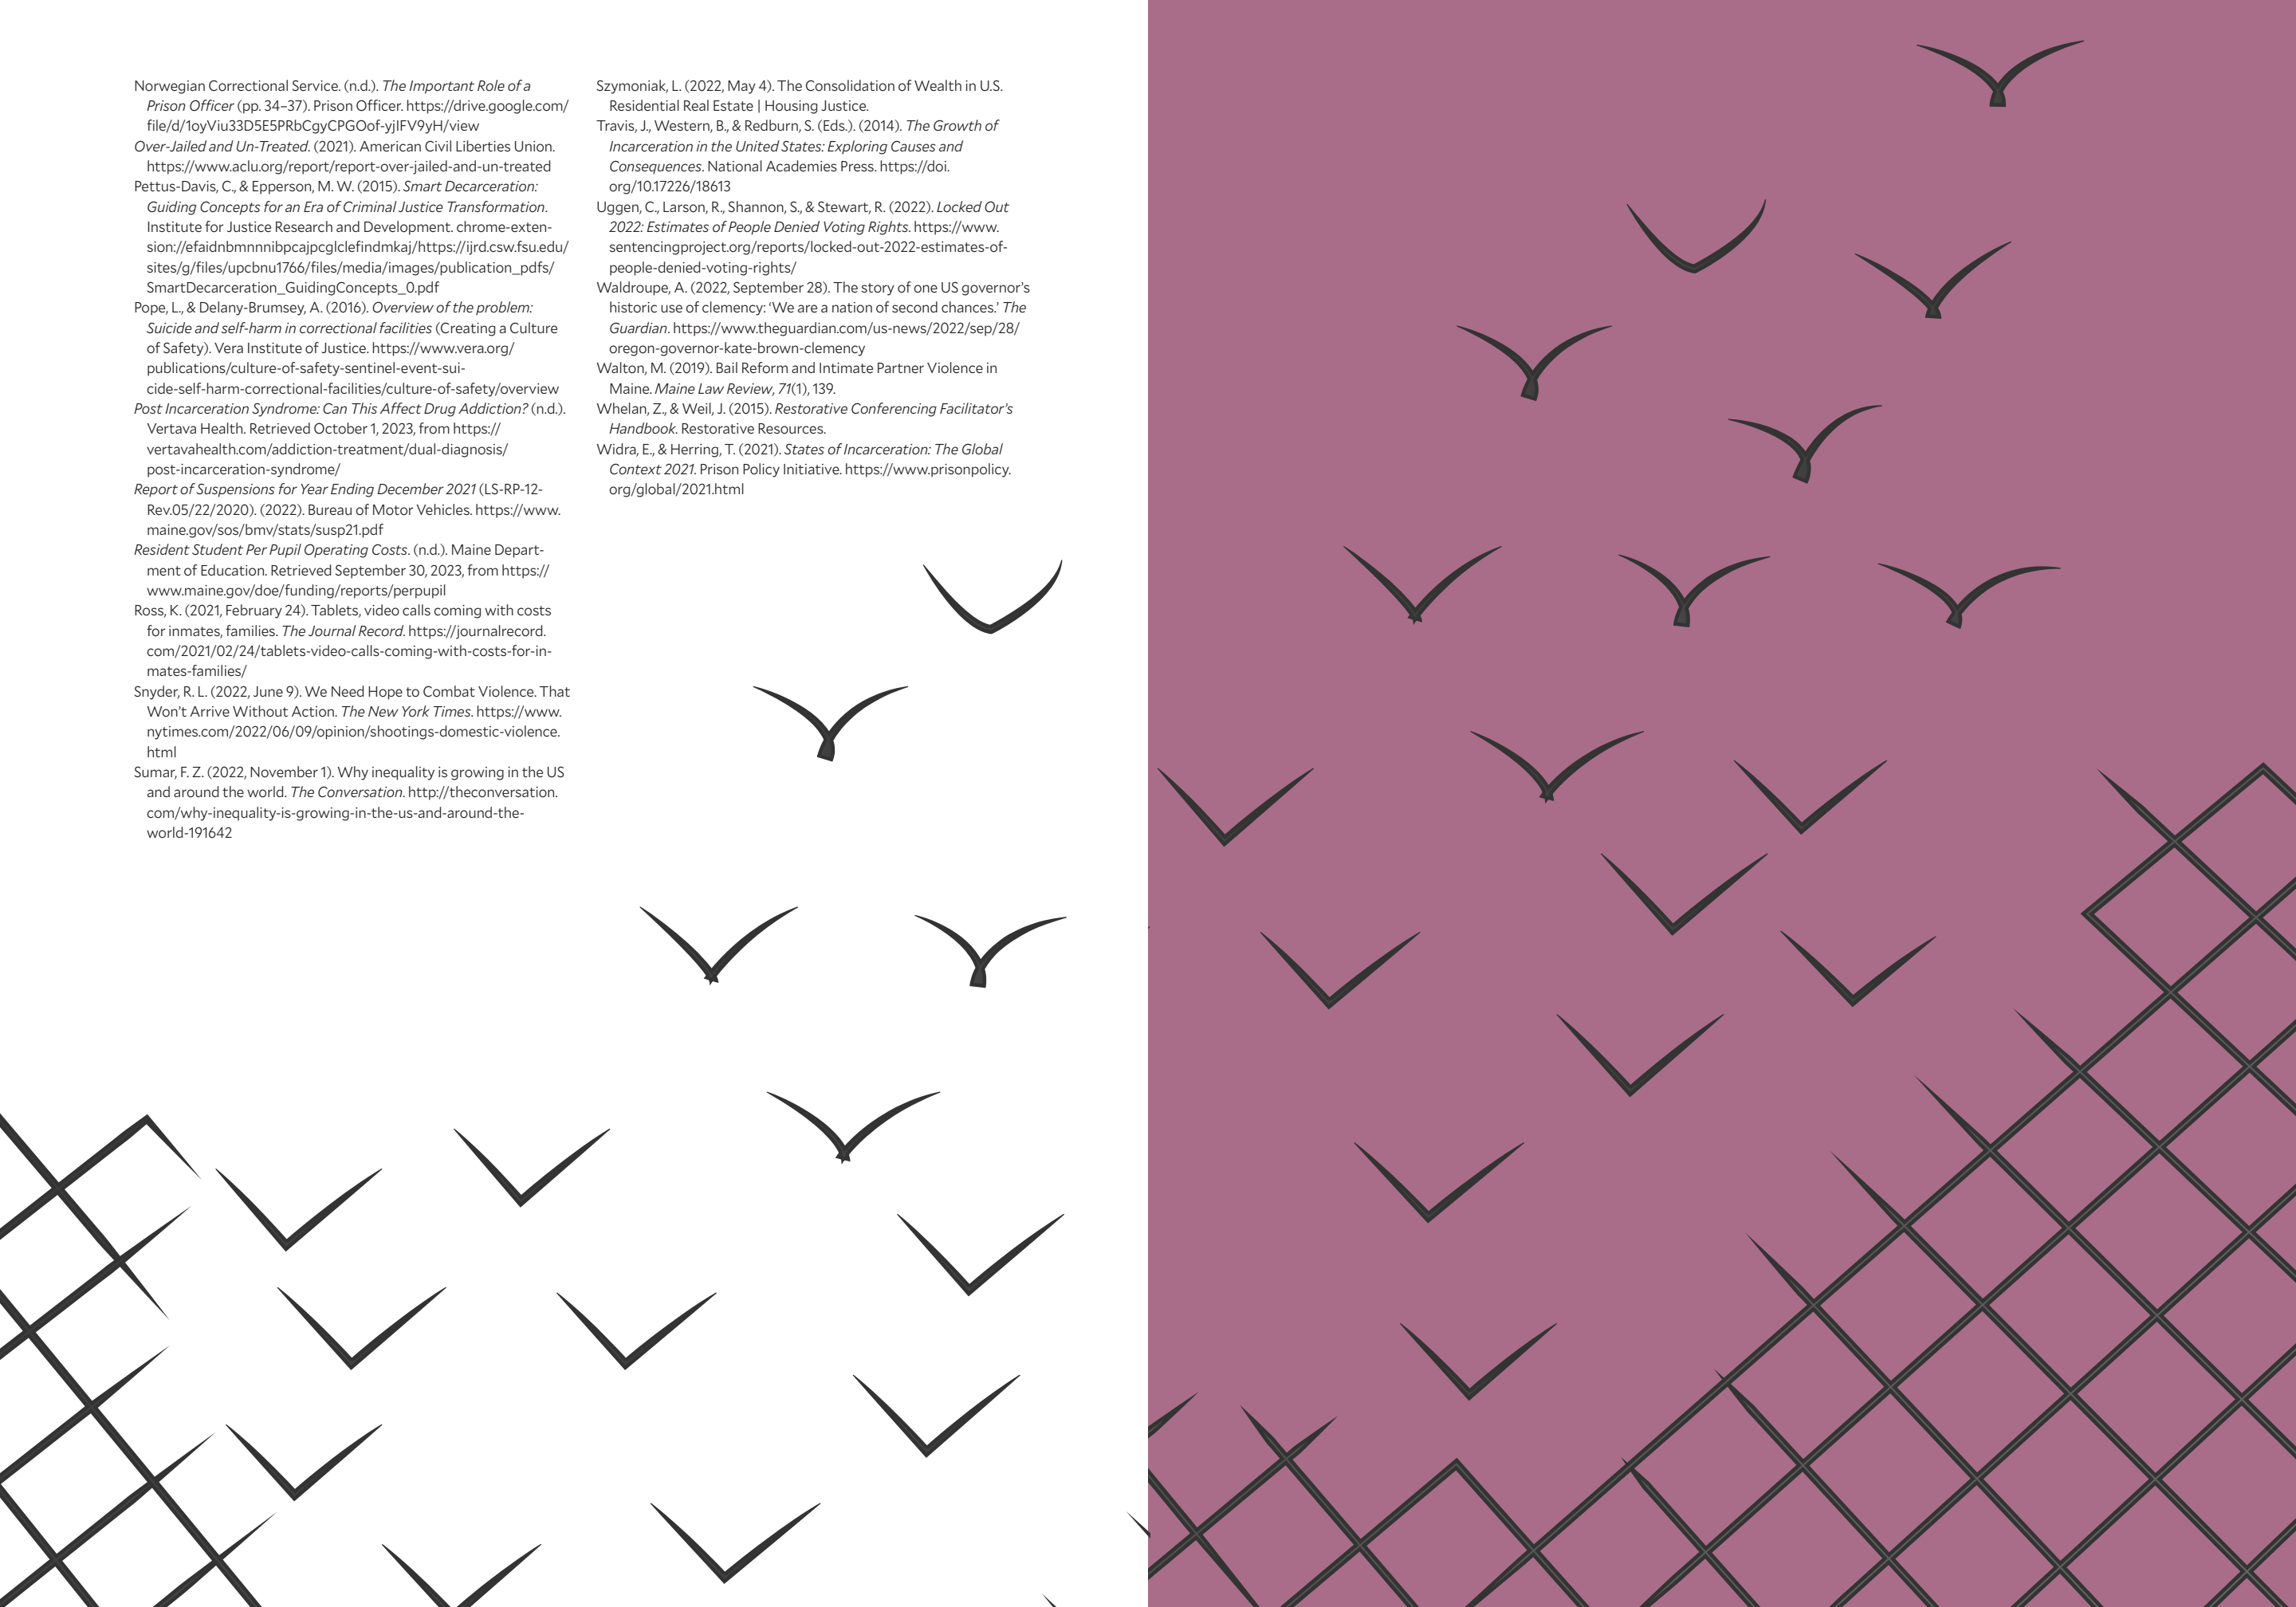 Norwegian Correctional Service. (n.d.). The Important Role of a
Prison Officer (pp. 34–37). Prison Officer. https://drive.google.com/
file/d/1oyViu33D5E5PRbCgyCPGOof-yjIFV9yH/view
Over-Jailed and Un-Treated. (2021). American Civil Liberties Union.
https://www.aclu.org/report/report-over-jailed-and-un-treated
Pettus-Davis, C., & Epperson, M. W. (2015). Smart Decarceration:
Guiding Concepts for an Era of Criminal Justice Transformation.
Institute for Justice Research and Development. chrome-exten-
sion://efaidnbmnnnibpcajpcglclefindmkaj/https://ijrd.csw.fsu.edu/
sites/g/files/upcbnu1766/files/media/images/publication_pdfs/
SmartDecarceration_GuidingConcepts_0.pdf
Pope, L., & Delany-Brumsey, A. (2016). Overview of the problem:
Suicide and self-harm in correctional facilities (Creating a Culture
of Safety). Vera Institute of Justice. https://www.vera.org/
publications/culture-of-safety-sentinel-event-sui-
cide-self-harm-correctional-facilities/culture-of-safety/overview
Post Incarceration Syndrome: Can This Affect Drug Addiction? (n.d.).
Vertava Health. Retrieved October 1, 2023, from https://
vertavahealth.com/addiction-treatment/dual-diagnosis/
post-incarceration-syndrome/
Report of Suspensions for Year Ending December 2021 (LS-RP-12-
Rev.05/22/2020). (2022). Bureau of Motor Vehicles. https://www.
maine.gov/sos/bmv/stats/susp21.pdf
Resident Student Per Pupil Operating Costs. (n.d.). Maine Depart-
ment of Education. Retrieved September 30, 2023, from https://
www.maine.gov/doe/funding/reports/perpupil
Ross, K. (2021, February 24). Tablets, video calls coming with costs
for inmates, families. The Journal Record. https://journalrecord.
com/2021/02/24/tablets-video-calls-coming-with-costs-for-in-
mates-families/
Snyder, R. L. (2022, June 9). We Need Hope to Combat Violence. That
Won’t Arrive Without Action. The New York Times. https://www.
nytimes.com/2022/06/09/opinion/shootings-domestic-violence.
html
Sumar, F. Z. (2022, November 1). Why inequality is growing in the US
and around the world. The Conversation. http://theconversation.
com/why-inequality-is-growing-in-the-us-and-around-the-
world-191642
Szymoniak, L. (2022, May 4). The Consolidation of Wealth in U.S.
Residential Real Estate | Housing Justice.
Travis, J., Western, B., & Redburn, S. (Eds.). (2014). The Growth of
Incarceration in the United States: Exploring Causes and
Consequences. National Academies Press. https://doi.
org/10.17226/18613
Uggen, C., Larson, R., Shannon, S., & Stewart, R. (2022). Locked Out
2022: Estimates of People Denied Voting Rights. https://www.
sentencingproject.org/reports/locked-out-2022-estimates-of-
people-denied-voting-rights/
Waldroupe, A. (2022, September 28). The story of one US governor’s
historic use of clemency: ‘We are a nation of second chances.’ The
Guardian. https://www.theguardian.com/us-news/2022/sep/28/
oregon-governor-kate-brown-clemency
Walton, M. (2019). Bail Reform and Intimate Partner Violence in
Maine. Maine Law Review, 71(1), 139.
Whelan, Z., & Weil, J. (2015). Restorative Conferencing Facilitator’s
Handbook. Restorative Resources.
Widra, E., & Herring, T. (2021). States of Incarceration: The Global
Context 2021. Prison Policy Initiative. https://www.prisonpolicy.
org/global/2021.html